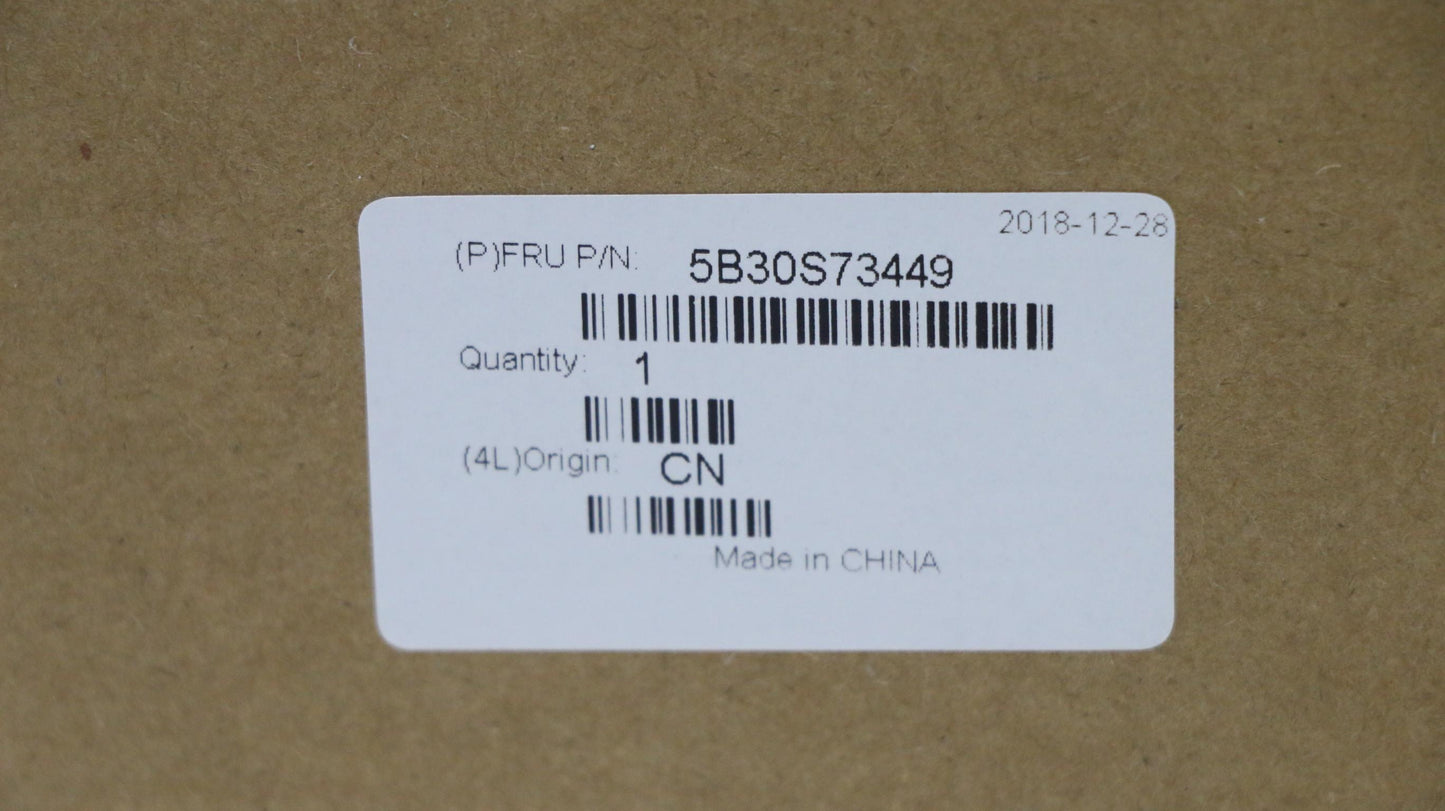 2018-12-28
(P)FRU P/N: 5B30S73449
Quantity: 1
(4L)Origin: CN
Made in CHINA